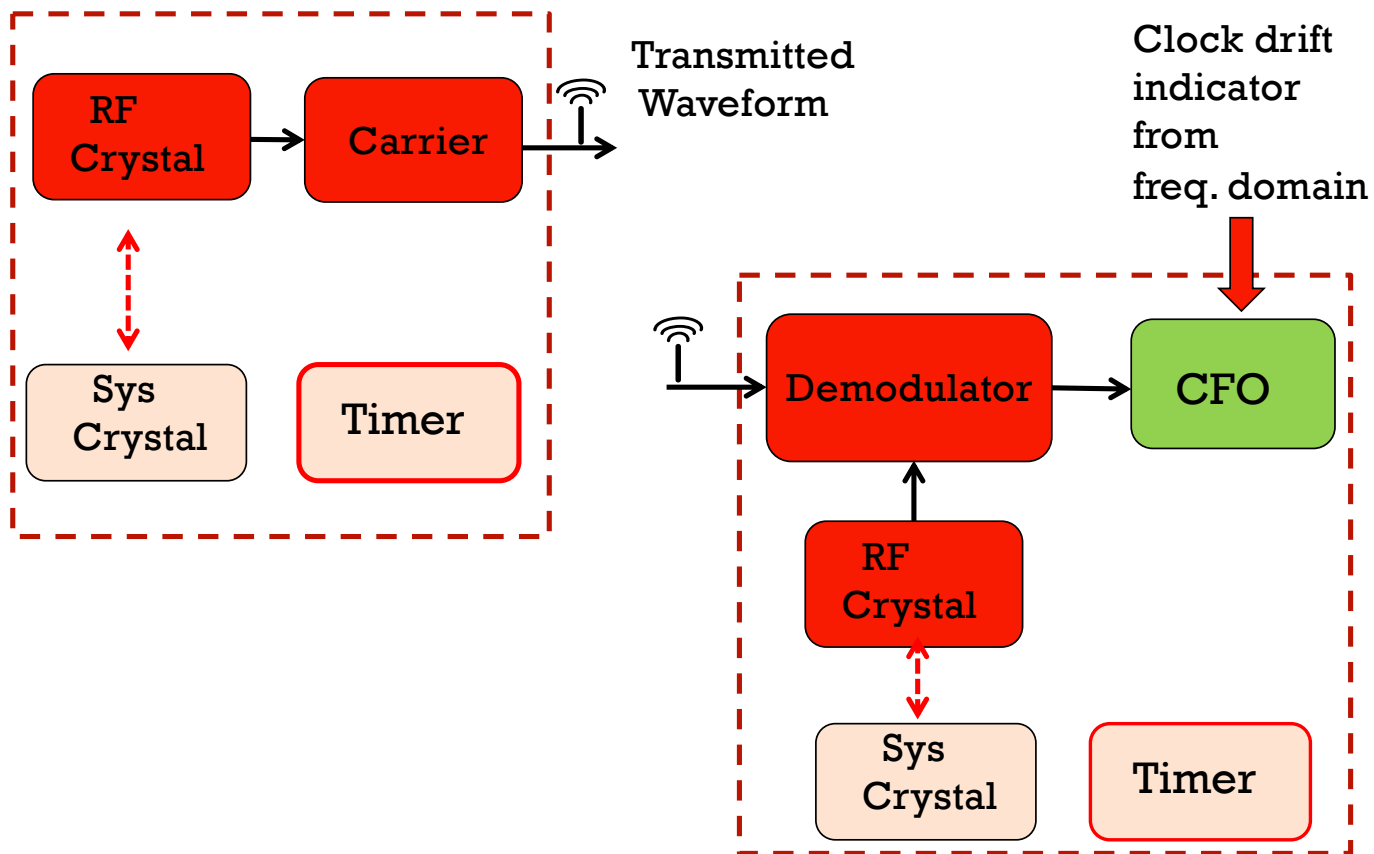 RF
Crystal
Carrier
Transmitted
Waveform
Sys
Crystal
Timer
Clock drift
indicator
from
freq. domain
Demodulator
CFO
RF
Crystal
Sys
Crystal
Timer